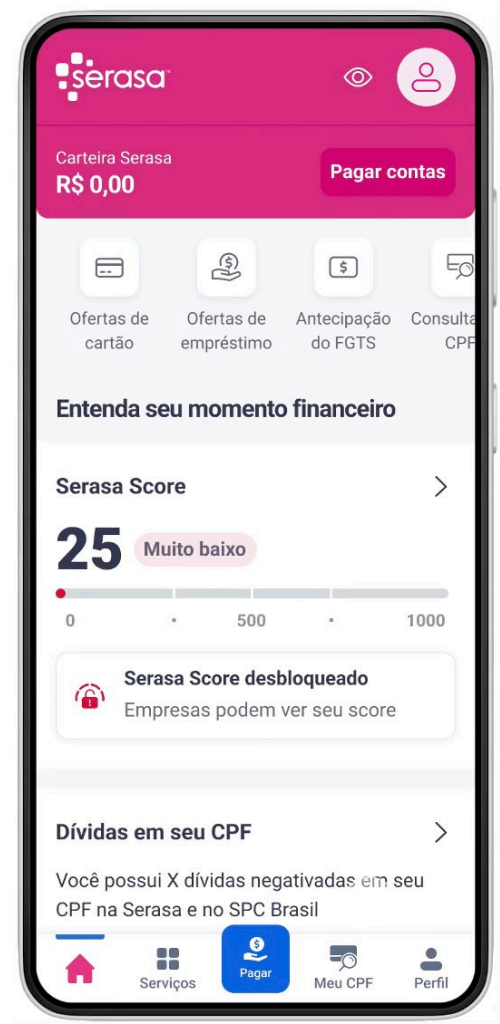 serasa
Carteira Serasa
R$ 0,00
Pagar contas
Ofertas de
cartão
Ofertas de
empréstimo
Antecipação
do FGTS
Consulta
CPF
Entenda seu momento financeiro
Serasa Score
25
Muito baixo
0 • 500 • 1000
Serasa Score desbloqueado
Empresas podem ver seu score
Dívidas em seu CPF
Você possui X dívidas negativadas em seu
CPF na Serasa e no SPC Brasil
Serviços
Pagar
Meu CPF
Perfil